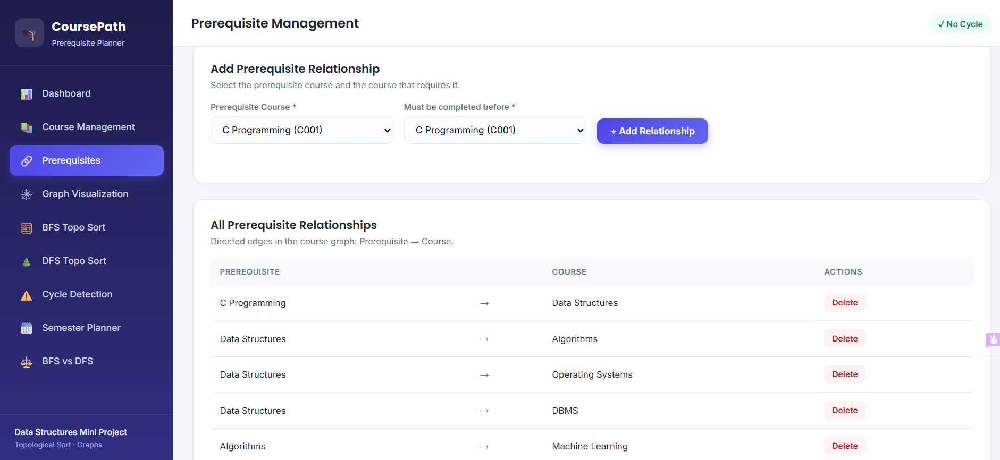 CoursePath
Prerequisite Planner
Dashboard
Course Management
Prerequisites
Graph Visualization
BFS Topo Sort
DFS Topo Sort
Cycle Detection
Semester Planner
BFS vs DFS
Data Structures Mini Project
Topological Sort · Graphs
Prerequisite Management
✓ No Cycle
Add Prerequisite Relationship
Select the prerequisite course and the course that requires it.
Prerequisite Course * Must be completed before *
C Programming (C001) C Programming (C001) + Add Relationship
All Prerequisite Relationships
Directed edges in the course graph: Prerequisite → Course.
PREREQUISITE COURSE ACTIONS
C Programming → Data Structures Delete
Data Structures → Algorithms Delete
Data Structures → Operating Systems Delete
Data Structures → DBMS Delete
Algorithms → Machine Learning Delete